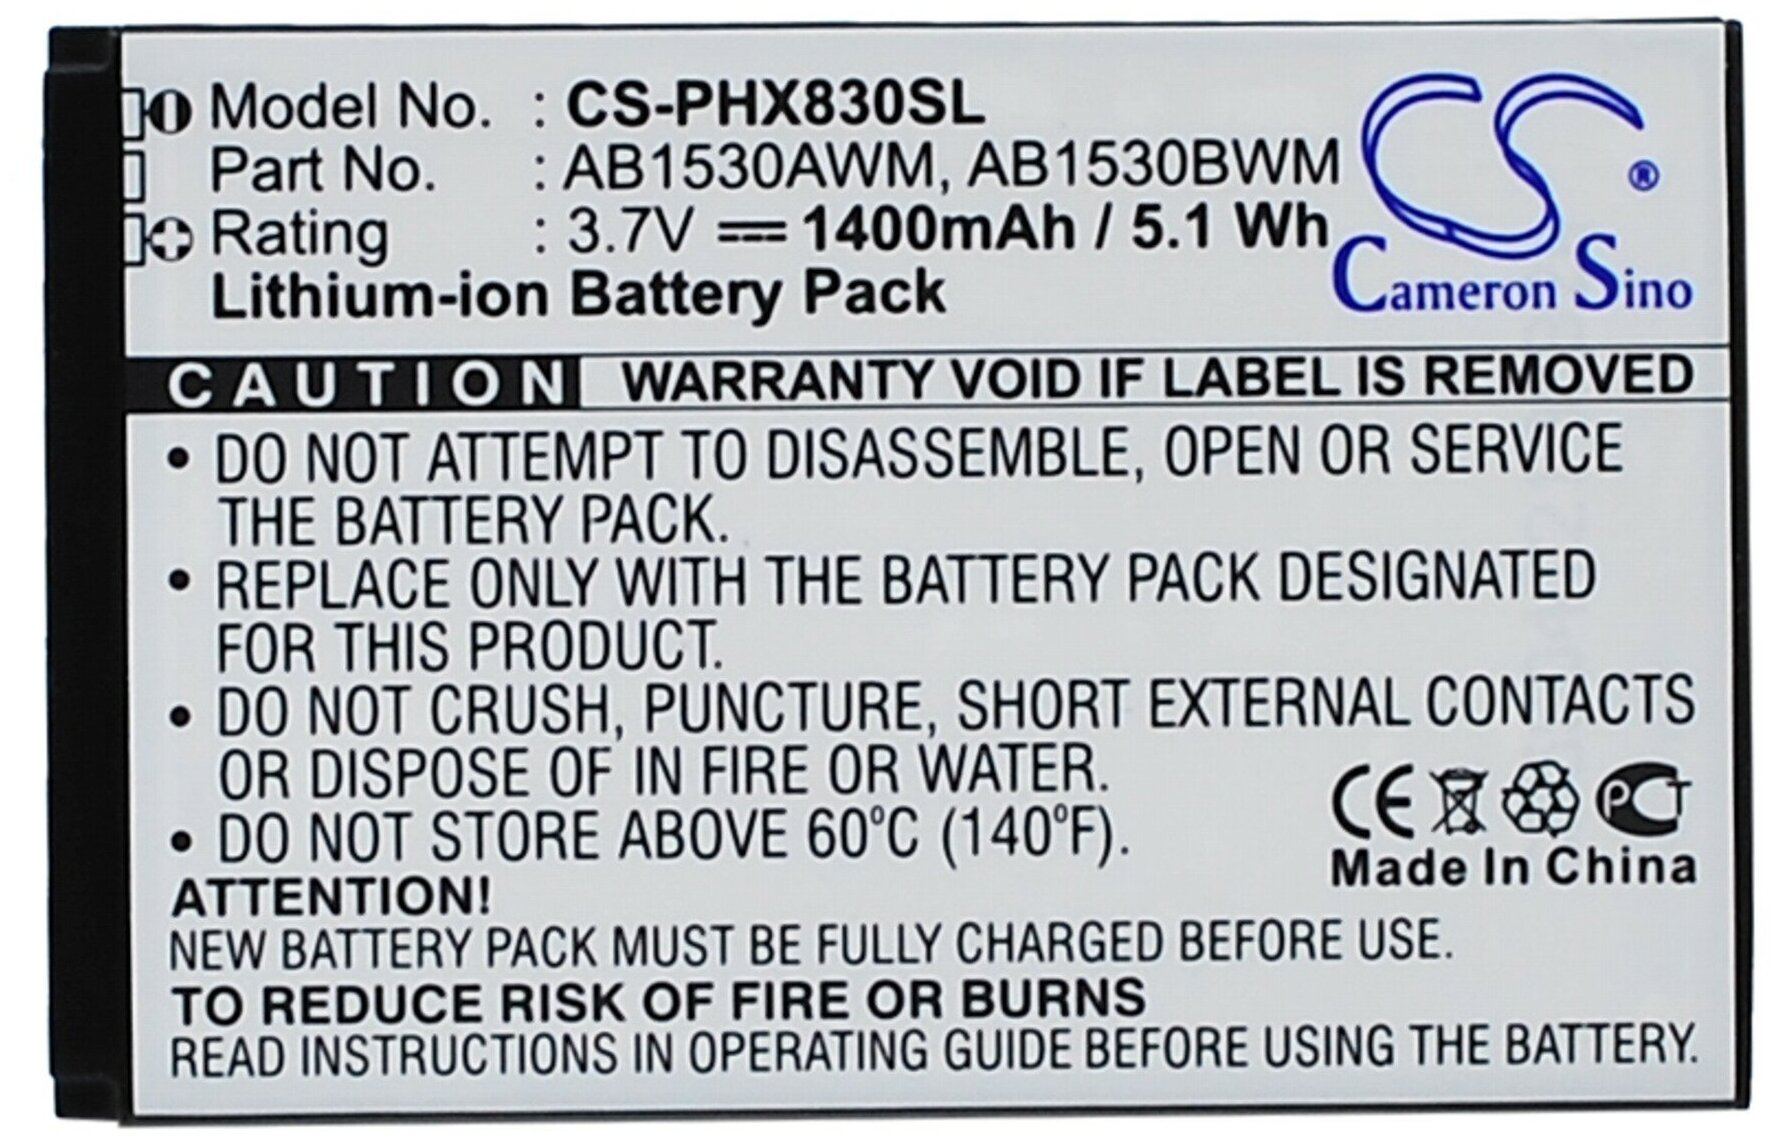 Model No. : CS-PHX830SL
Part No. : AB1530AWM, AB1530BWM
Rating : 3.7V 1400mAh / 5.1 Wh
Lithium-ion Battery Pack
CS ®
Cameron Sino
CAUTION WARRANTY VOID IF LABEL IS REMOVED
• DO NOT ATTEMPT TO DISASSEMBLE, OPEN OR SERVICE
THE BATTERY PACK.
• REPLACE ONLY WITH THE BATTERY PACK DESIGNATED
FOR THIS PRODUCT.
• DO NOT CRUSH, PUNCTURE, SHORT EXTERNAL CONTACTS
OR DISPOSE OF IN FIRE OR WATER.
• DO NOT STORE ABOVE 60°C (140°F).
CE PCT
Made In China
ATTENTION!
NEW BATTERY PACK MUST BE FULLY CHARGED BEFORE USE.
TO REDUCE RISK OF FIRE OR BURNS
READ INSTRUCTIONS IN OPERATING GUIDE BEFORE USING THE BATTERY.